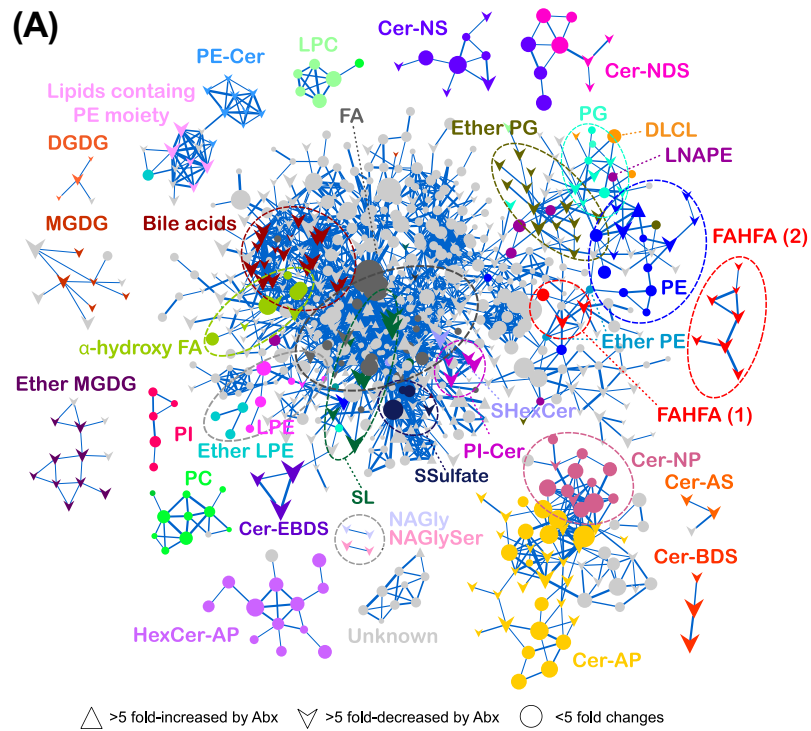 (A)
Cer-NS
PE-Cer
LPC
Cer-NDS
Lipids containg
PE moiety
FA
Ether PG
PG
DLCL
LNAPE
DGDG
MGDG
Bile acids
FAHFA (2)
PE
α-hydroxy FA
Ether PE
Ether MGDG
SHexCer
FAHFA (1)
PI
LPE
Ether LPE
PI-Cer
SSulfate
Cer-NP
PC
SL
Cer-AS
Cer-EBDS
NAGly
NAGlySer
Cer-BDS
HexCer-AP
Unknown
Cer-AP
>5 fold-increased by Abx >5 fold-decreased by Abx <5 fold changes